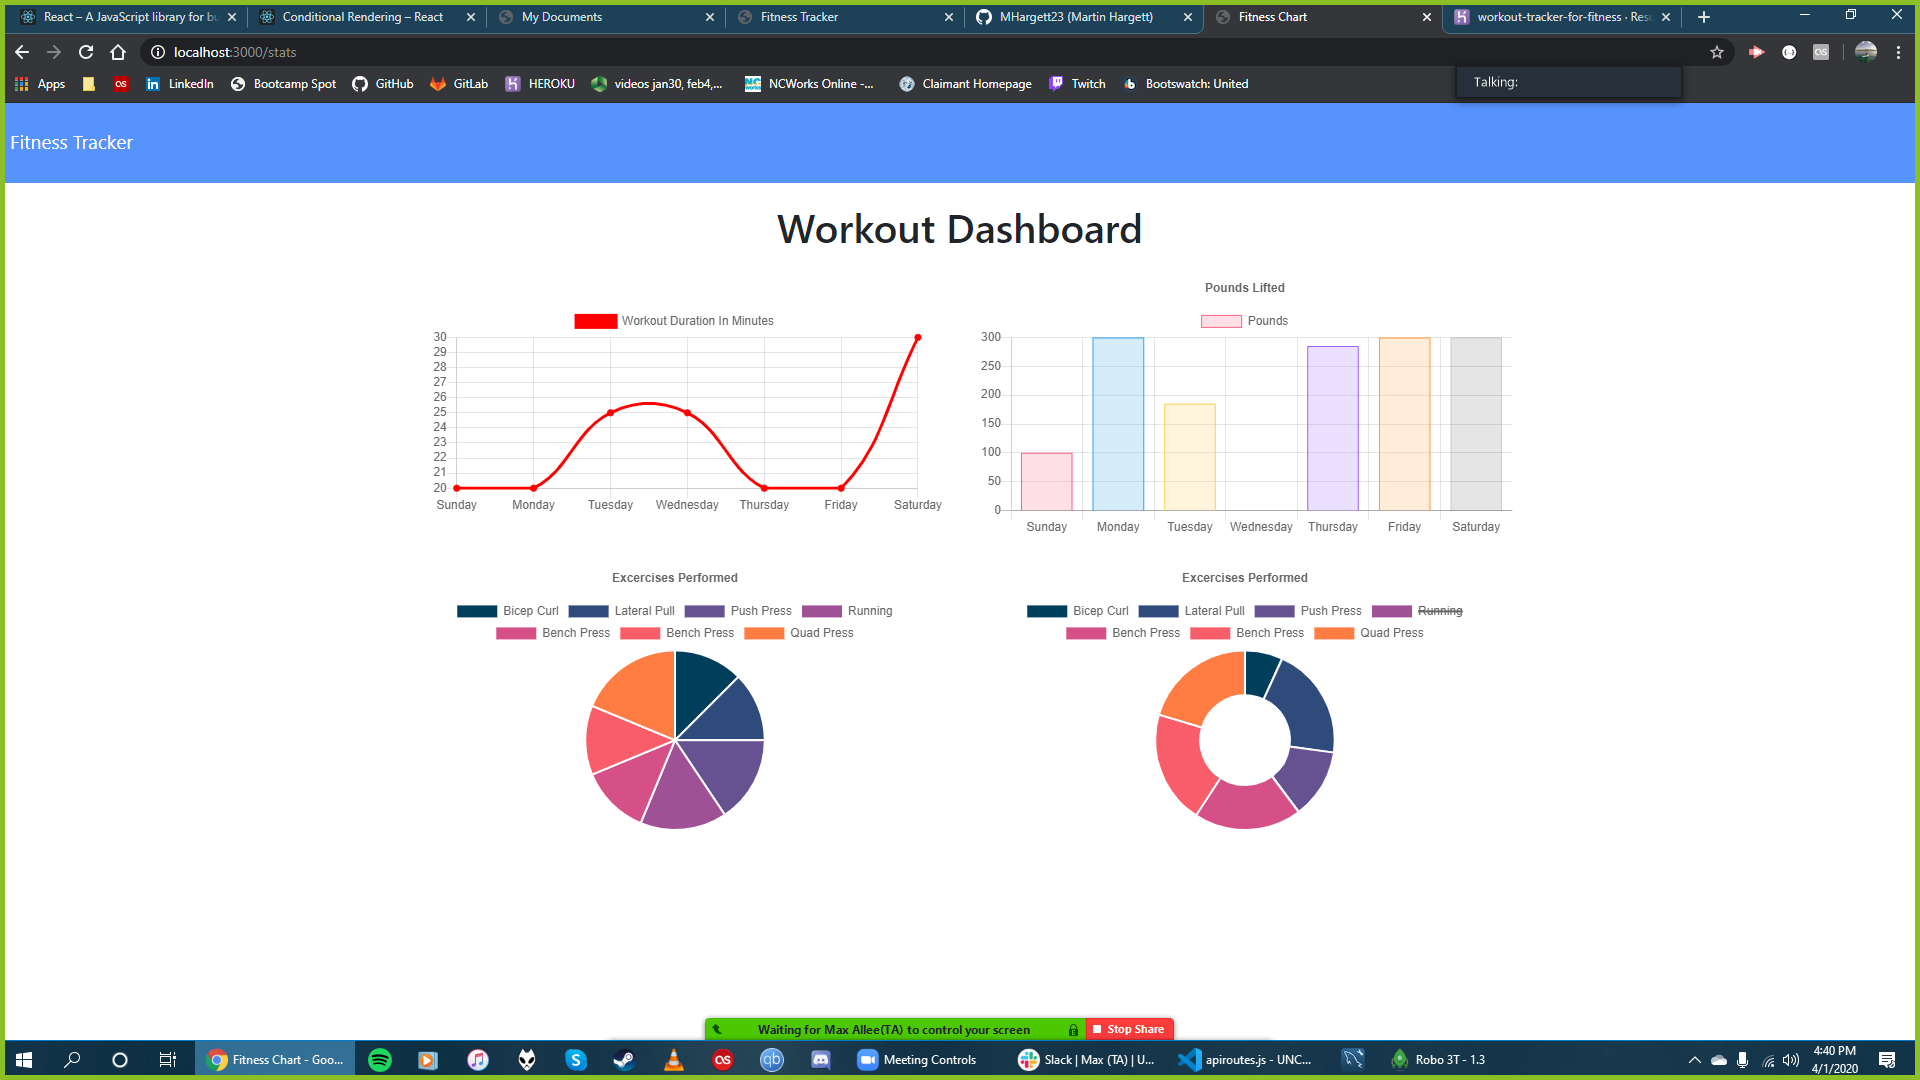 React – A JavaScript library for bu
Conditional Rendering – React
My Documents
Fitness Tracker
MHargett23 (Martin Hargett)
Fitness Chart
workout-tracker-for-fitness · Reso
localhost:3000/stats
Apps
LinkedIn
Bootcamp Spot
GitHub
GitLab
HEROKU
videos jan30, feb4,...
NCWorks Online -...
Claimant Homepage
Twitch
Bootswatch: United
Talking:
Fitness Tracker
Workout Dashboard
Workout Duration In Minutes
30
29
28
27
26
25
24
23
22
21
20
Sunday Monday Tuesday Wednesday Thursday Friday Saturday
Pounds Lifted
Pounds
300
250
200
150
100
50
0
Sunday Monday Tuesday Wednesday Thursday Friday Saturday
Excercises Performed
Bicep Curl Lateral Pull Push Press Running
Bench Press Bench Press Quad Press
Excercises Performed
Bicep Curl Lateral Pull Push Press Running
Bench Press Bench Press Quad Press
Waiting for Max Allee(TA) to control your screen
Stop Share
Fitness Chart - Goo...
Meeting Controls
Slack | Max (TA) | U...
apiroutes.js - UNC...
Robo 3T - 1.3
4:40 PM
4/1/2020